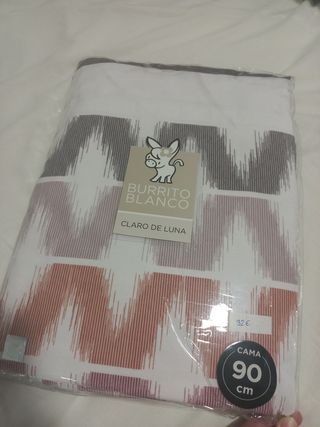 BURRITO
BLANCO
CLARO DE LUNA
32€
CAMA
90
cm